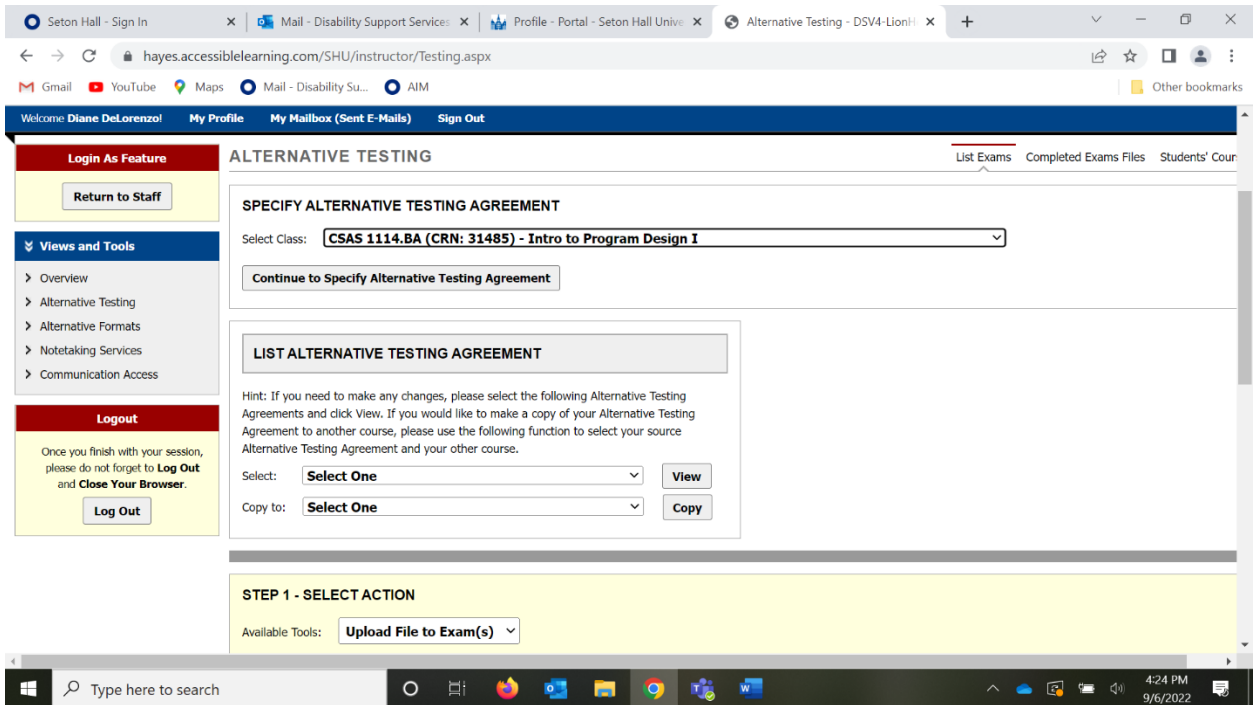 Seton Hall - Sign In
Mail - Disability Support Services
Profile - Portal - Seton Hall Unive
Alternative Testing - DSV4-LionH
hayes.accessiblelearning.com/SHU/instructor/Testing.aspx
Gmail YouTube Maps Mail - Disability Su... AIM Other bookmarks
Welcome Diane DeLorenzo! My Profile My Mailbox (Sent E-Mails) Sign Out
Login As Feature
Return to Staff
Views and Tools
Overview
Alternative Testing
Alternative Formats
Notetaking Services
Communication Access
Logout
Once you finish with your session,
please do not forget to Log Out
and Close Your Browser.
Log Out
ALTERNATIVE TESTING
List Exams Completed Exams Files Students' Cour
SPECIFY ALTERNATIVE TESTING AGREEMENT
Select Class: CSAS 1114.BA (CRN: 31485) - Intro to Program Design I
Continue to Specify Alternative Testing Agreement
LIST ALTERNATIVE TESTING AGREEMENT
Hint: If you need to make any changes, please select the following Alternative Testing
Agreements and click View. If you would like to make a copy of your Alternative Testing
Agreement to another course, please use the following function to select your source
Alternative Testing Agreement and your other course.
Select: Select One View
Copy to: Select One Copy
STEP 1 - SELECT ACTION
Available Tools: Upload File to Exam(s)
Type here to search
4:24 PM
9/6/2022